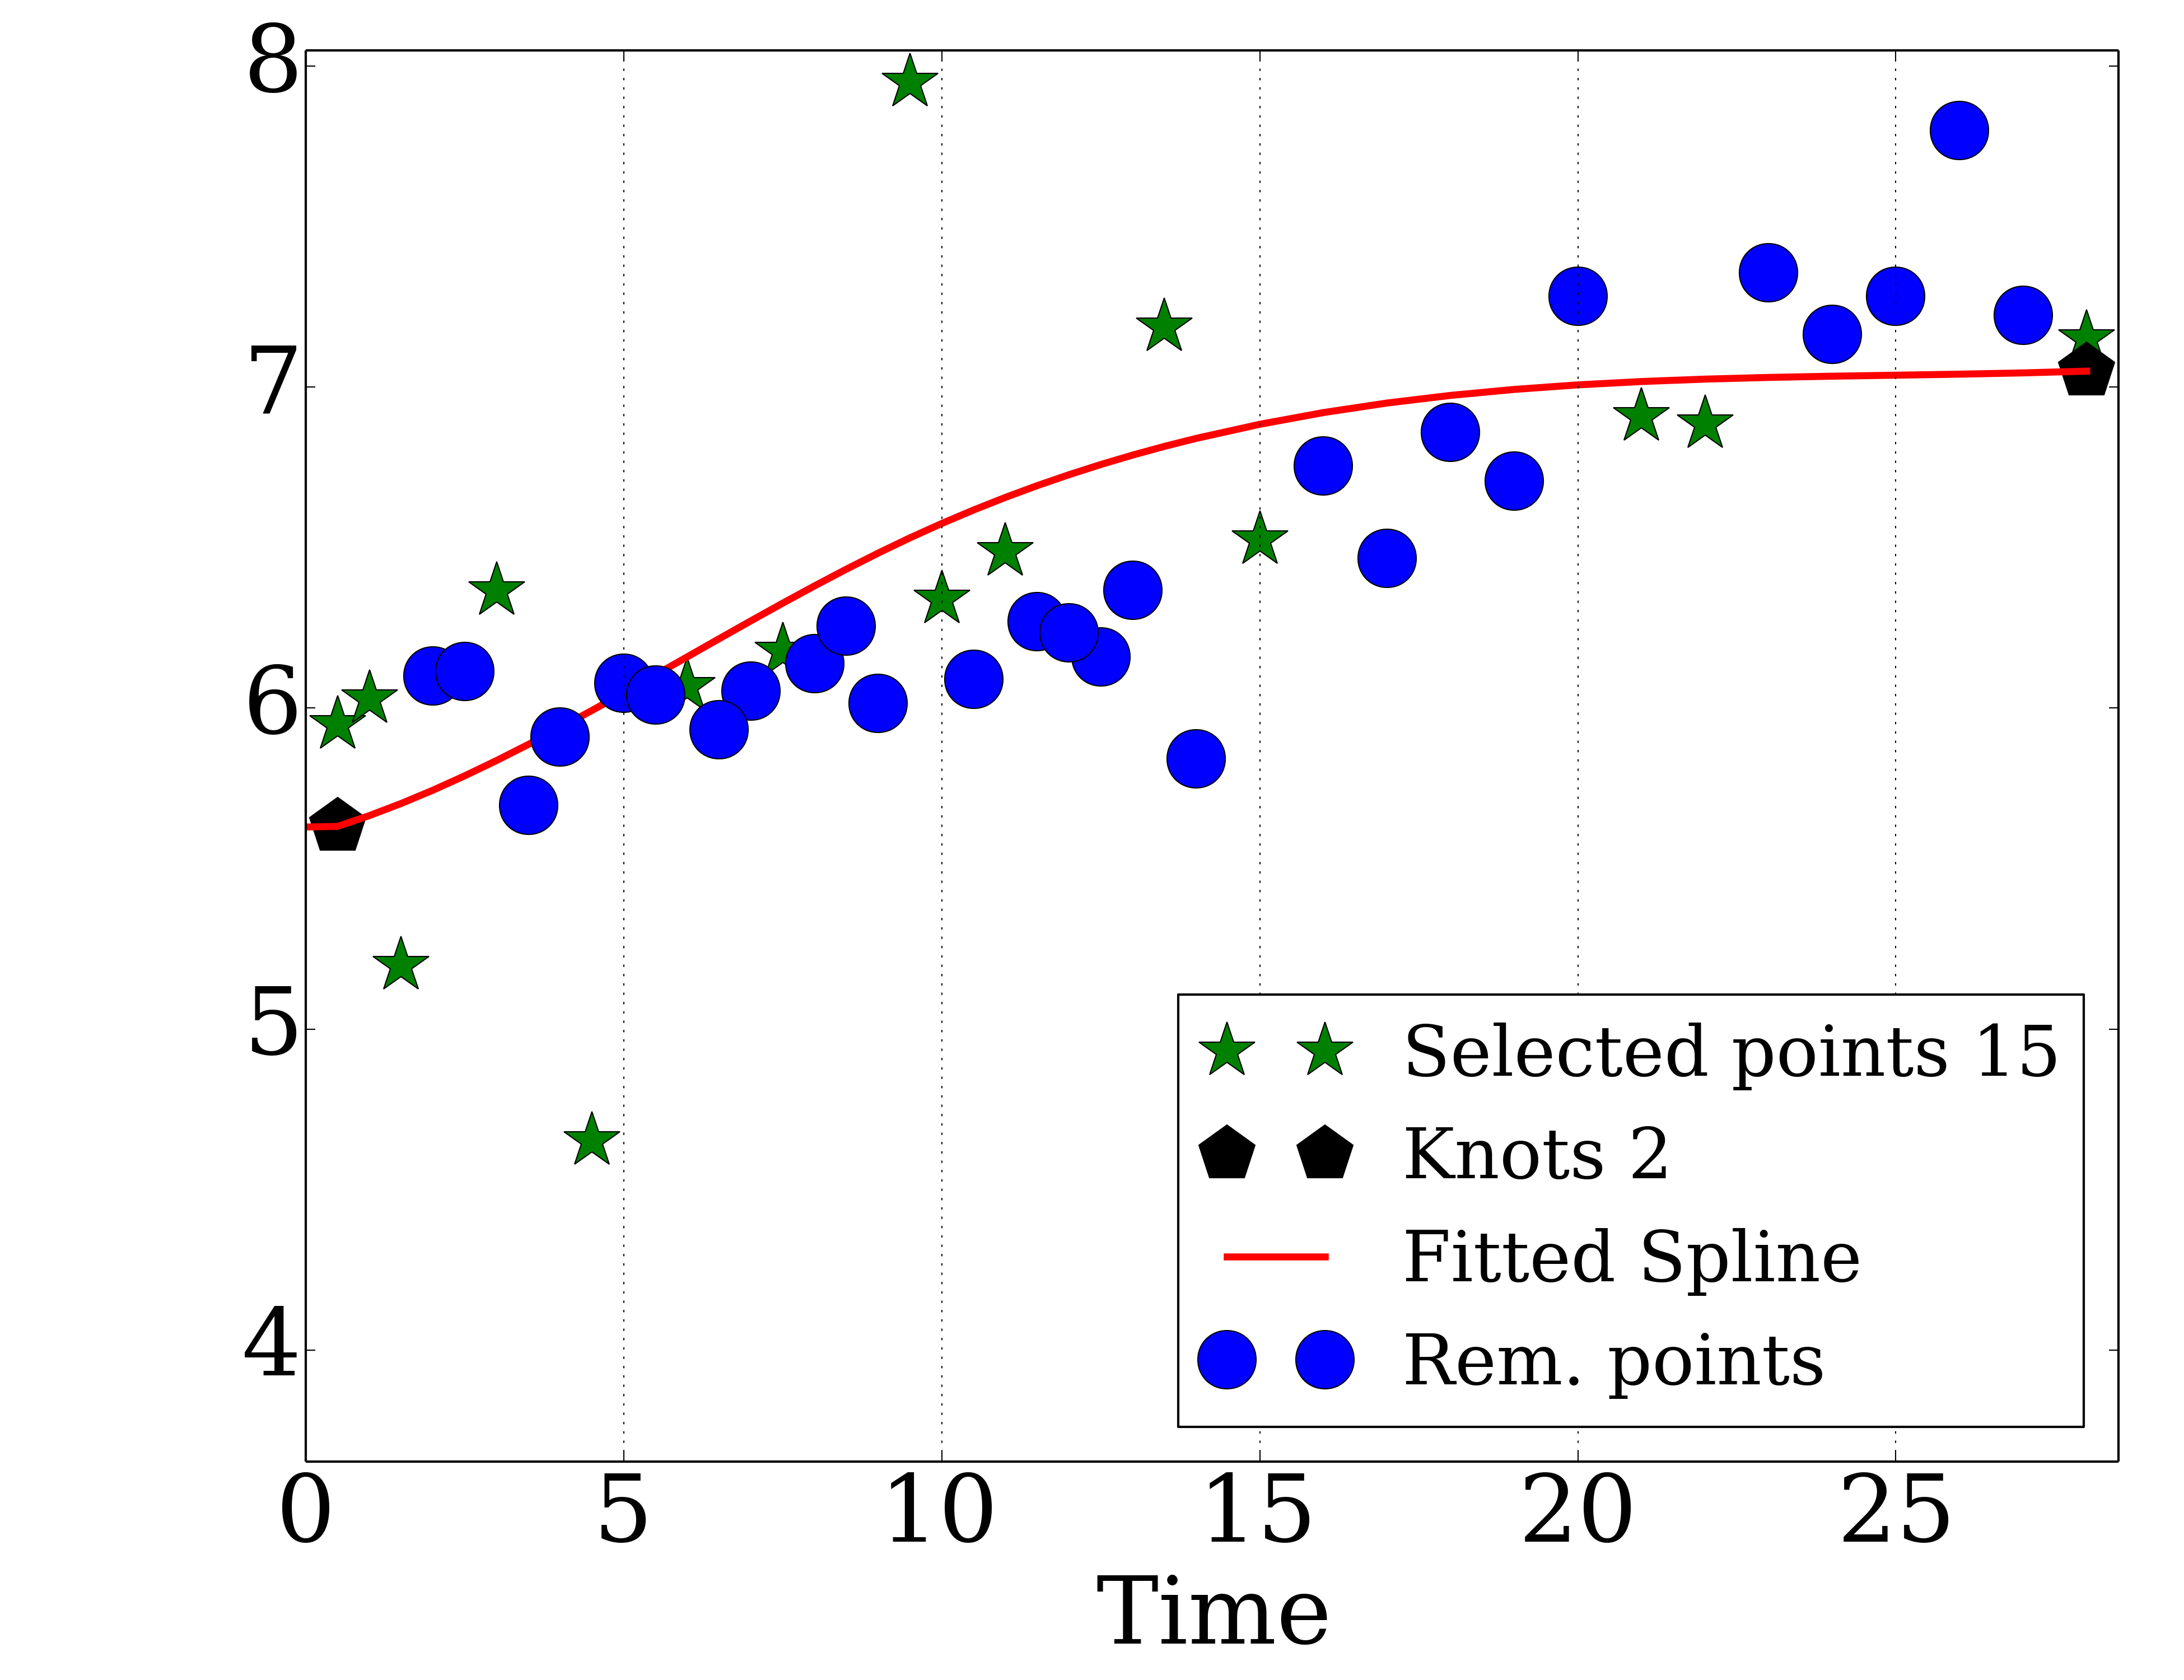 8
7
6
5
4
0 5 10 15 20 25
Time
Selected points 15
Knots 2
Fitted Spline
Rem. points